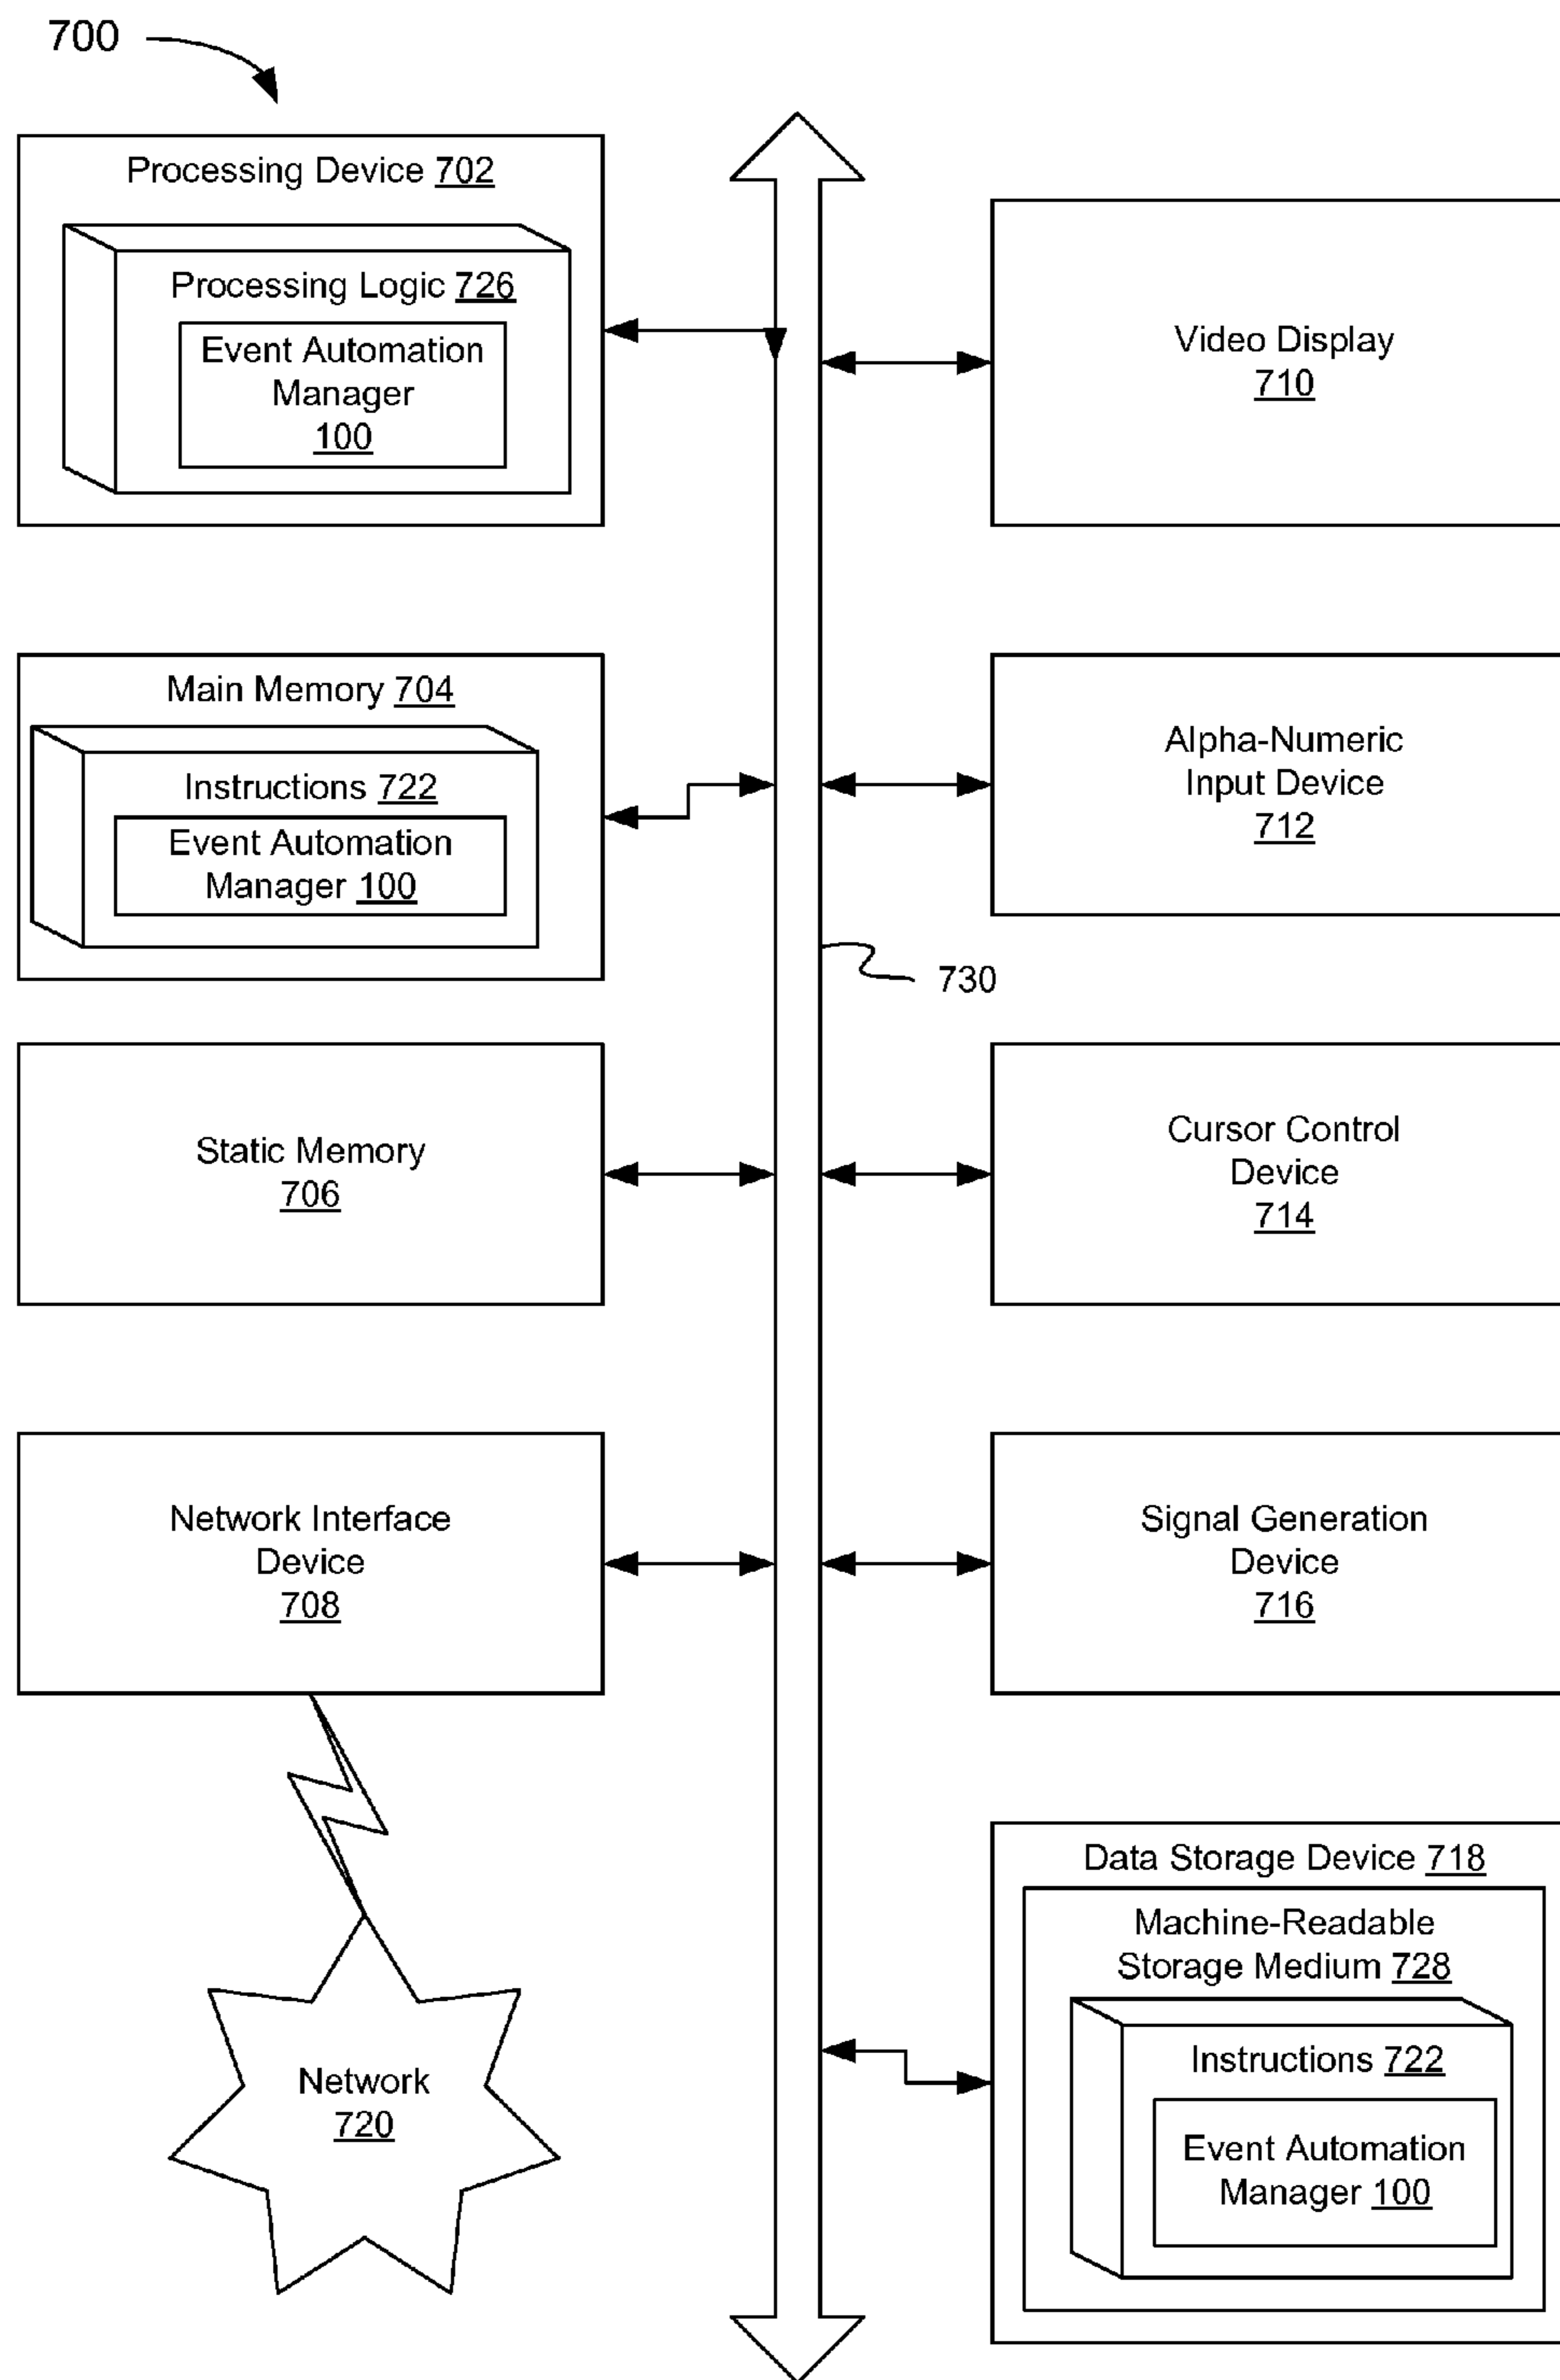 700
Processing Device 702
Processing Logic 726
Event Automation
Manager
100
Main Memory 704
Instructions 722
Event Automation
Manager 100
Static Memory
706
Network Interface
Device
708
Network
720
Video Display
710
Alpha-Numeric
Input Device
712
730
Cursor Control
Device
714
Signal Generation
Device
716
Data Storage Device 718
Machine-Readable
Storage Medium 728
Instructions 722
Event Automation
Manager 100